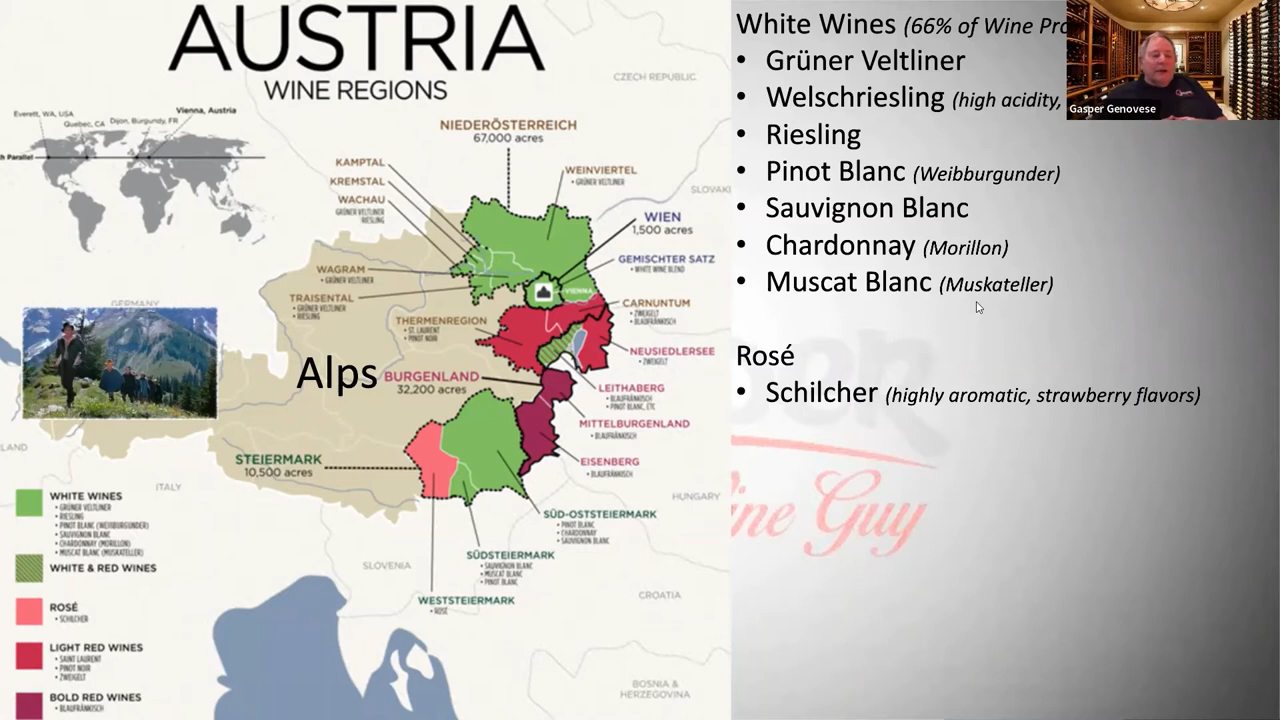 AUSTRIA
WINE REGIONS
CZECH REPUBLIC
Everett, WA, USA
Quebec, CA
Dijon, Burgundy, FR
Vienna, Austria
Parallel
NIEDERÖSTERREICH
67,000 acres
KAMPTAL
KREMSTAL
WACHAU
GRÜNER VELTLINER
RIESLING
WEINVIERTEL
• GRÜNER VELTLINER
SLOVAKI
WIEN
1,500 acres
GEMISCHTER SATZ
• WHITE WINE BLEND
WAGRAM
• GRÜNER VELTLINER
VIENNA
TRAISENTAL
• GRÜNER VELTLINER
• RIESLING
GERMANY
CARNUNTUM
• ZWEIGELT
• BLAUFRÄNKISCH
THERMENREGION
• ST. LAURENT
• PINOT NOIR
NEUSIEDLERSEE
• ZWEIGELT
Alps
BURGENLAND
32,200 acres
LEITHABERG
• BLAUFRÄNKISCH
• PINOT BLANC, ETC
MITTELBURGENLAND
• BLAUFRÄNKISCH
LAND
STEIERMARK
10,500 acres
EISENBERG
• BLAUFRÄNKISCH
ITALY
HUNGARY
SÜD-OSTSTEIERMARK
• PINOT BLANC
• CHARDONNAY
• SAUVIGNON BLANC
SÜDSTEIERMARK
• SAUVIGNON BLANC
• MUSCAT BLANC
• PINOT BLANC
SLOVENIA
WESTSTEIERMARK
• ROSÉ
CROATIA
BOSNIA &
HERZEGOVINA
WHITE WINES
• GRÜNER VELTLINER
• RIESLING
• PINOT BLANC (WEIBBURGUNDER)
• SAUVIGNON BLANC
• CHARDONNAY (MORILLON)
• MUSCAT BLANC (MUSKATELLER)
WHITE & RED WINES
ROSÉ
• SCHILCHER
LIGHT RED WINES
• SAINT LAURENT
• PINOT NOIR
• ZWEIGELT
BOLD RED WINES
• BLAUFRÄNKISCH
White Wines (66% of Wine Pro
• Grüner Veltliner
• Welschriesling (high acidity,
• Riesling
• Pinot Blanc (Weibburgunder)
• Sauvignon Blanc
• Chardonnay (Morillon)
• Muscat Blanc (Muskateller)
Rosé
• Schilcher (highly aromatic, strawberry flavors)
Gasper Genovese
ine Guy